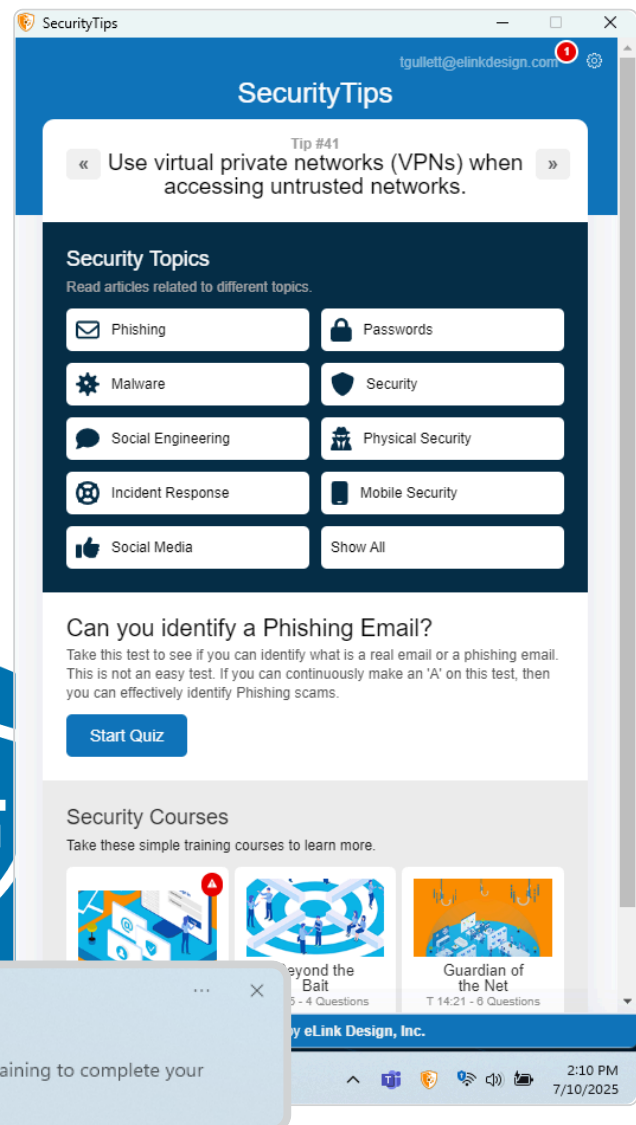 SecurityTips
tgullett@elinkdesign.com
1
SecurityTips
Tip #41
« Use virtual private networks (VPNs) when »
accessing untrusted networks.
Security Topics
Read articles related to different topics.
Phishing
Passwords
Malware
Security
Social Engineering
Physical Security
Incident Response
Mobile Security
Social Media
Show All
Can you identify a Phishing Email?
Take this test to see if you can identify what is a real email or a phishing email.
This is not an easy test. If you can continuously make an 'A' on this test, then
you can effectively identify Phishing scams.
Start Quiz
Security Courses
Take these simple training courses to learn more.
eyond the
Bait
- 4 Questions
Guardian of
the Net
T 14:21 - 6 Questions
by eLink Design, Inc.
aining to complete your
2:10 PM
7/10/2025